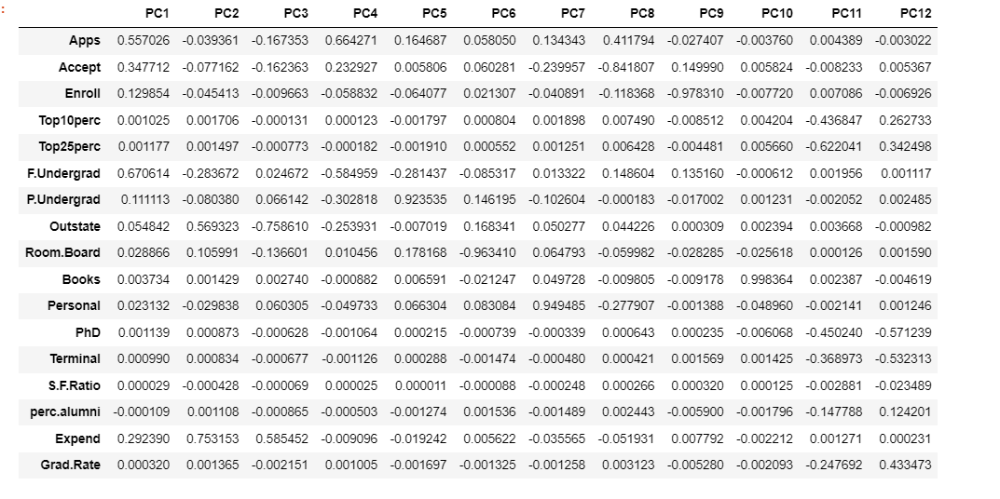 :
PC1 PC2 PC3 PC4 PC5 PC6 PC7 PC8 PC9 PC10 PC11 PC12
Apps 0.557026 -0.039361 -0.167353 0.664271 0.164687 0.058050 0.134343 0.411794 -0.027407 -0.003760 0.004389 -0.003022
Accept 0.347712 -0.077162 -0.162363 0.232927 0.005806 0.060281 -0.239957 -0.841807 0.149990 0.005824 -0.008233 0.005367
Enroll 0.129854 -0.045413 -0.009663 -0.058832 -0.064077 0.021307 -0.040891 -0.118368 -0.978310 -0.007720 0.007086 -0.006926
Top10perc 0.001025 0.001706 -0.000131 0.000123 -0.001797 0.000804 0.001898 0.007490 -0.008512 0.004204 -0.436847 0.262733
Top25perc 0.001177 0.001497 -0.000773 -0.000182 -0.001910 0.000552 0.001251 0.006428 -0.004481 0.005660 -0.622041 0.342498
F.Undergrad 0.670614 -0.283672 0.024672 -0.584959 -0.281437 -0.085317 0.013322 0.148604 0.135160 -0.000612 0.001956 0.001117
P.Undergrad 0.111113 -0.080380 0.066142 -0.302818 0.923535 0.146195 -0.102604 -0.000183 -0.017002 0.001231 -0.002052 0.002485
Outstate 0.054842 0.569323 -0.758610 -0.253931 -0.007019 0.168341 0.050277 0.044226 0.000309 0.002394 0.003668 -0.000982
Room.Board 0.028866 0.105991 -0.136601 0.010456 0.178168 -0.963410 0.064793 -0.059982 -0.028285 -0.025618 0.000126 0.001590
Books 0.003734 0.001429 0.002740 -0.000882 0.006591 -0.021247 0.049728 -0.009805 -0.009178 0.998364 0.002387 -0.004619
Personal 0.023132 -0.029838 0.060305 -0.049733 0.066304 0.083084 0.949485 -0.277907 -0.001388 -0.048960 -0.002141 0.001246
PhD 0.001139 0.000873 -0.000628 -0.001064 0.000215 -0.000739 -0.000339 0.000643 0.000235 -0.006068 -0.450240 -0.571239
Terminal 0.000990 0.000834 -0.000677 -0.001126 0.000288 -0.001474 -0.000480 0.000421 0.001569 0.001425 -0.368973 -0.532313
S.F.Ratio 0.000029 -0.000428 -0.000069 0.000025 0.000011 -0.000088 -0.000248 0.000266 0.000320 0.000125 -0.002881 -0.023489
perc.alumni -0.000109 0.001108 -0.000865 -0.000503 -0.001274 0.001536 -0.001489 0.002443 -0.005900 -0.001796 -0.147788 0.124201
Expend 0.292390 0.753153 0.585452 -0.009096 -0.019242 0.005622 -0.035565 -0.051931 0.007792 -0.002212 0.001271 0.000231
Grad.Rate 0.000320 0.001365 -0.002151 0.001005 -0.001697 -0.001325 -0.001258 0.003123 -0.005280 -0.002093 -0.247692 0.433473